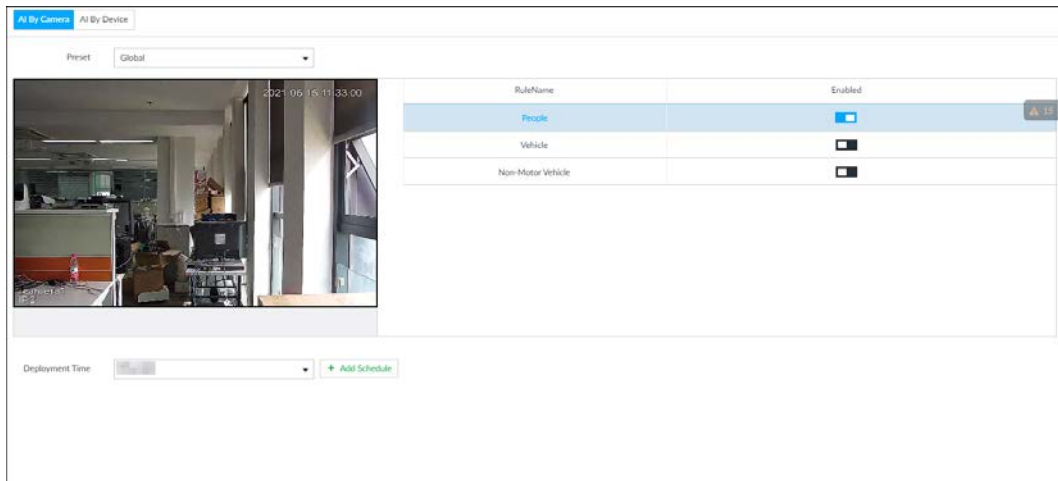 AI By Camera AI By Device
Preset Global
2021-06-15 11:33:00
RuleName Enabled
People
15
Vehicle
Non-Motor Vehicle
Deployment Time + Add Schedule